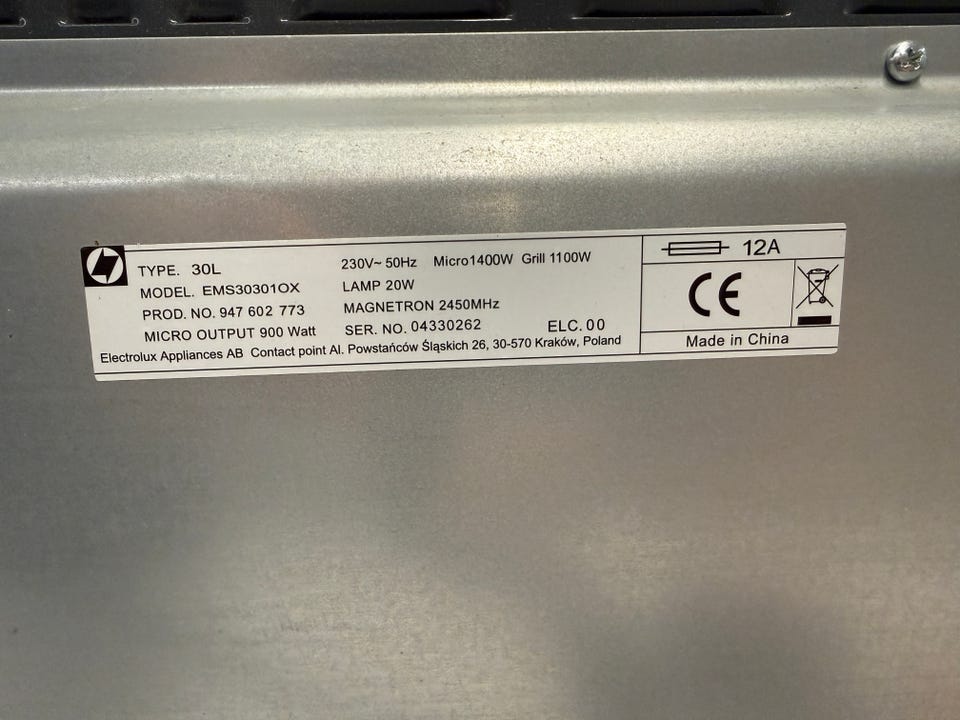 TYPE. 30L
MODEL. EMS30301OX
PROD. NO. 947 602 773
MICRO OUTPUT 900 Watt
230V~ 50Hz Micro1400W Grill 1100W
LAMP 20W
MAGNETRON 2450MHz
SER. NO. 04330262 ELC.00
Electrolux Appliances AB Contact point Al. Powstańców Śląskich 26, 30-570 Kraków, Poland
12A
CE
Made in China